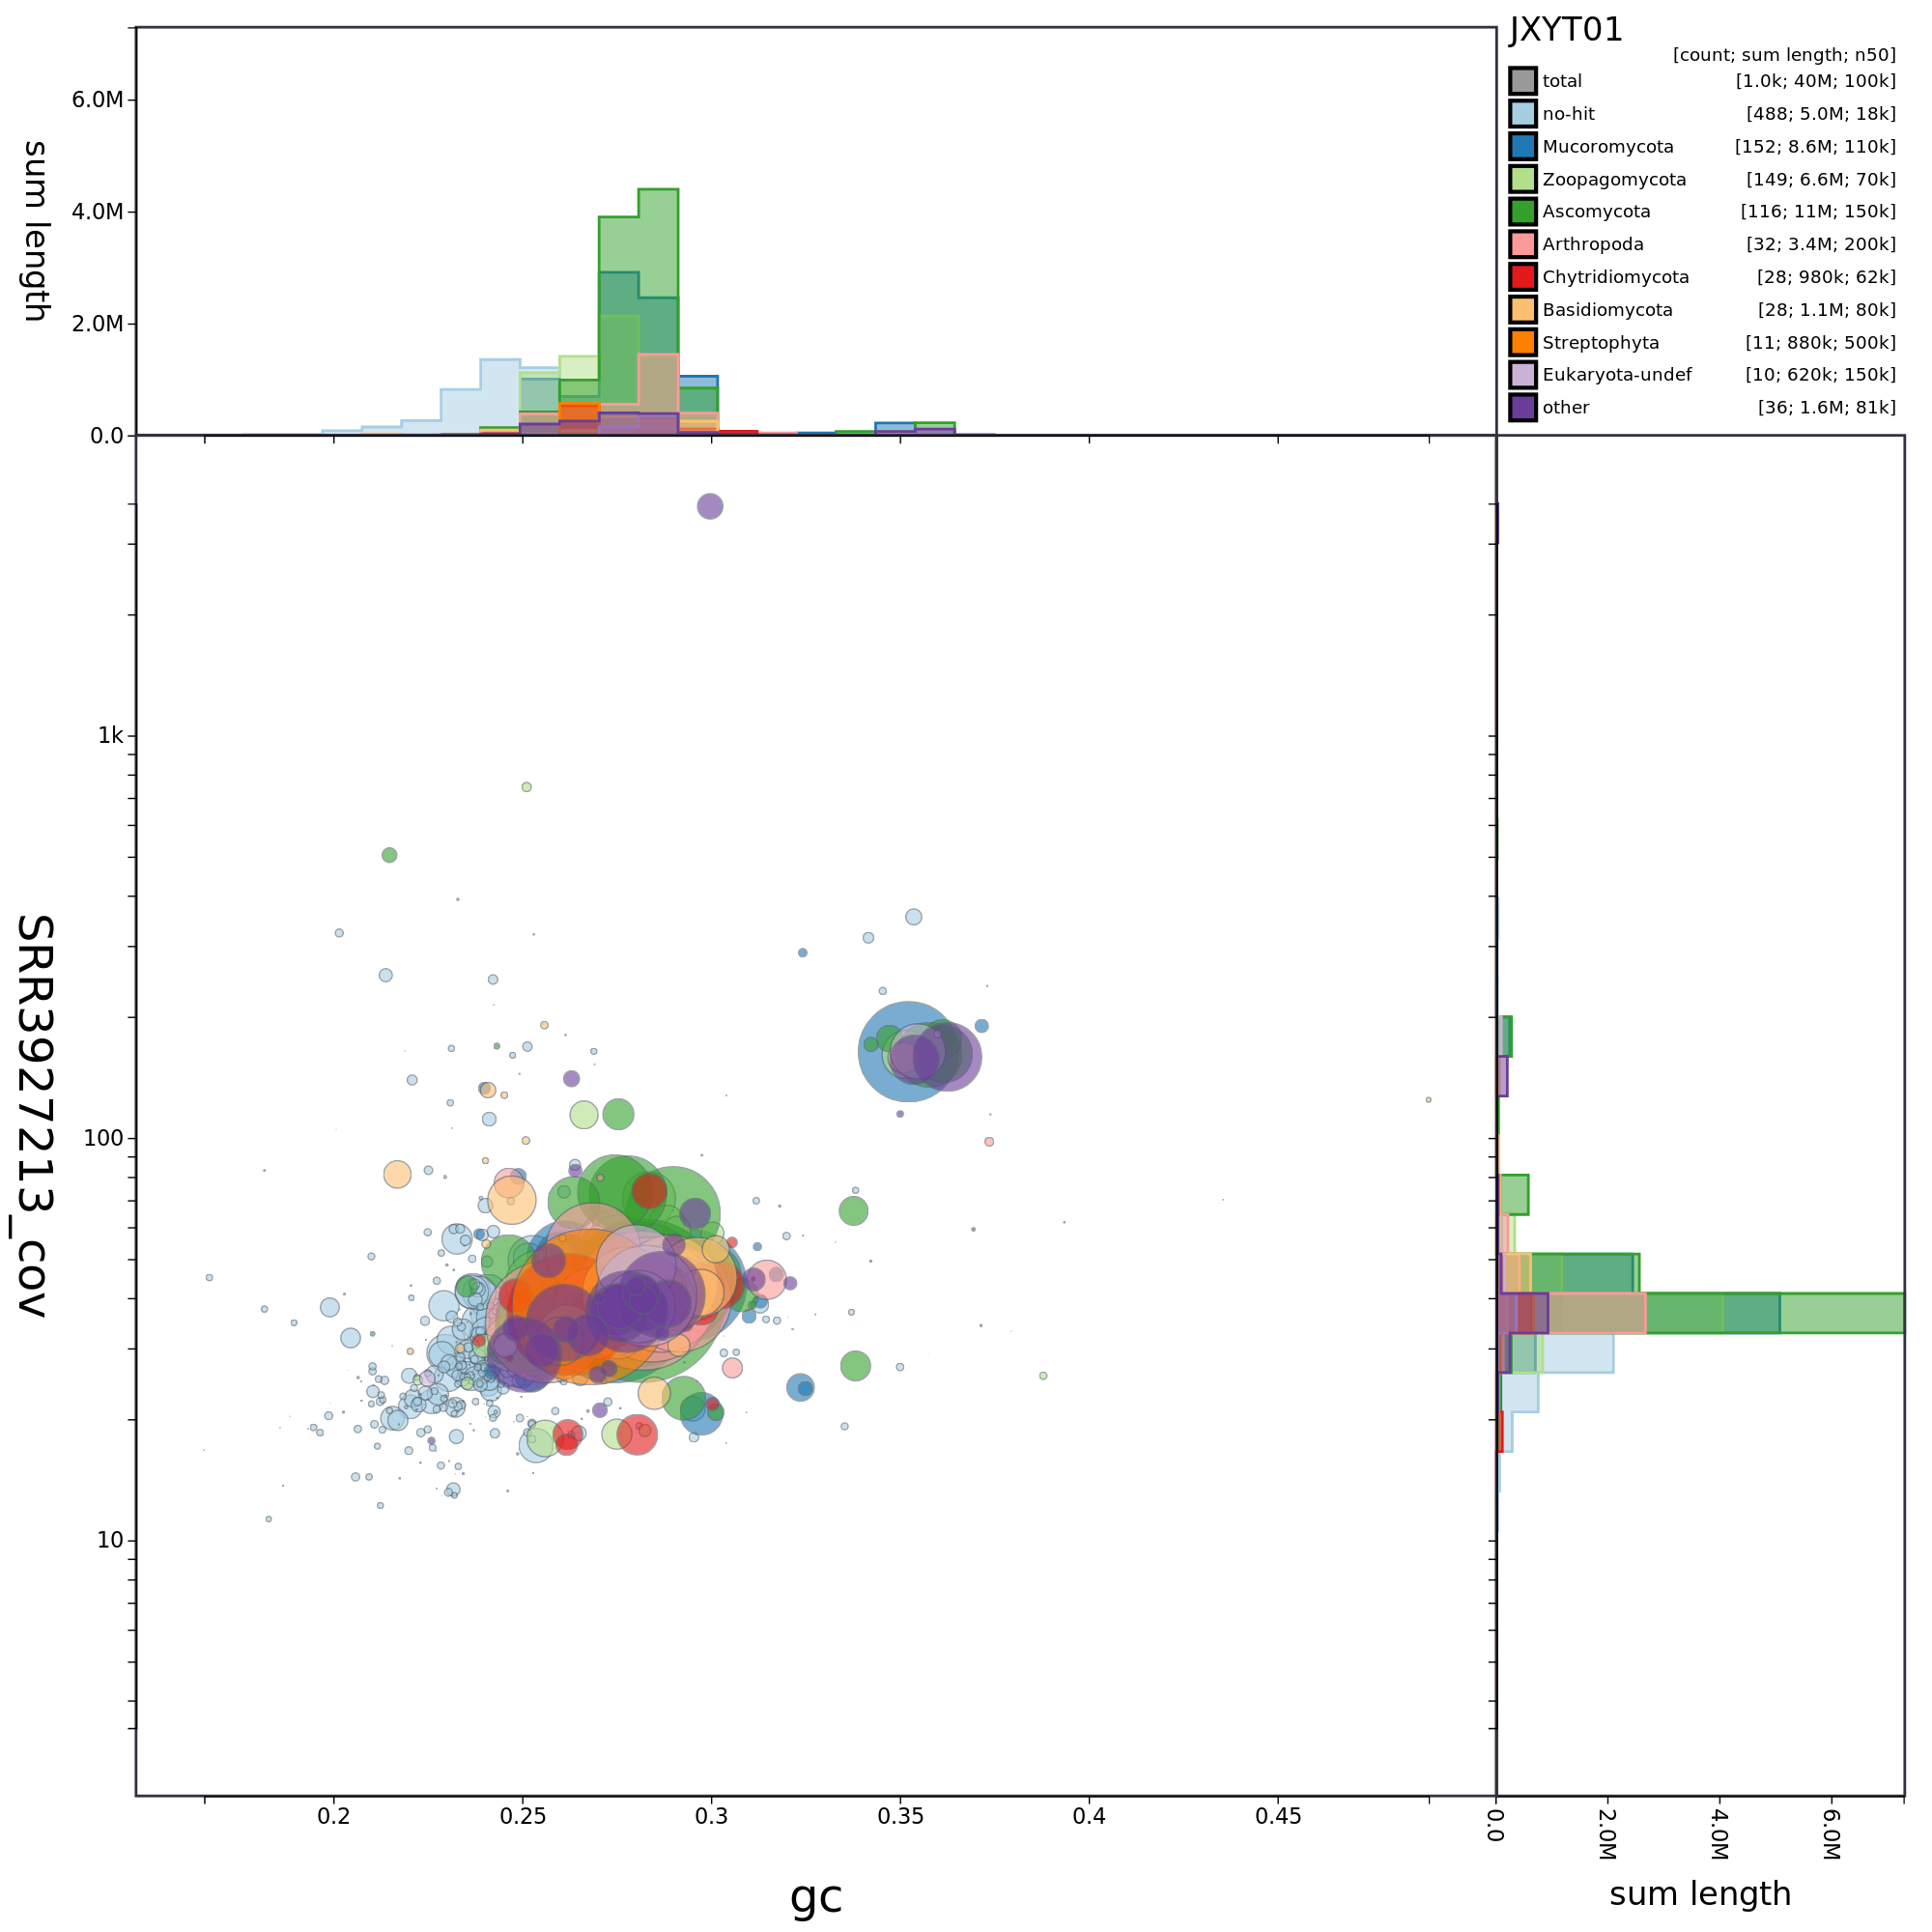 JXYT01
[count; sum length; n50]
total [1.0k; 40M; 100k]
no-hit [488; 5.0M; 18k]
Mucoromycota [152; 8.6M; 110k]
Zoopagomycota [149; 6.6M; 70k]
Ascomycota [116; 11M; 150k]
Arthropoda [32; 3.4M; 200k]
Chytridiomycota [28; 980k; 62k]
Basidiomycota [28; 1.1M; 80k]
Streptophyta [11; 880k; 500k]
Eukaryota-undef [10; 620k; 150k]
other [36; 1.6M; 81k]
sum length
6.0M
4.0M
2.0M
0.0
SRR3927213_cov
1k
100
10
0.2 0.25 0.3 0.35 0.4 0.45
gc
0.0 2.0M 4.0M 6.0M
sum length